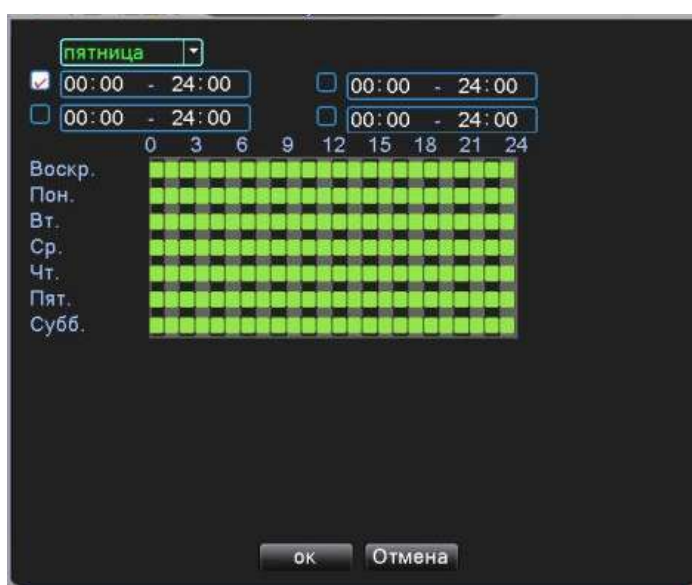 пятница
00:00 - 24:00 00:00 - 24:00
00:00 - 24:00 00:00 - 24:00
0 3 6 9 12 15 18 21 24
Воскр.
Пон.
Вт.
Ср.
Чт.
Пят.
Субб.
ок Отмена